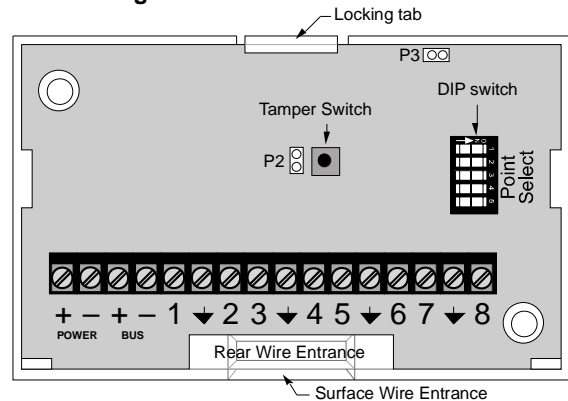 Locking tab
P3
DIP switch
Tamper Switch
P2
ON
1
2
3
4
5
Point
Select
+ − + − 1 2 3 4 5 6 7 8
POWER BUS
Rear Wire Entrance
Surface Wire Entrance